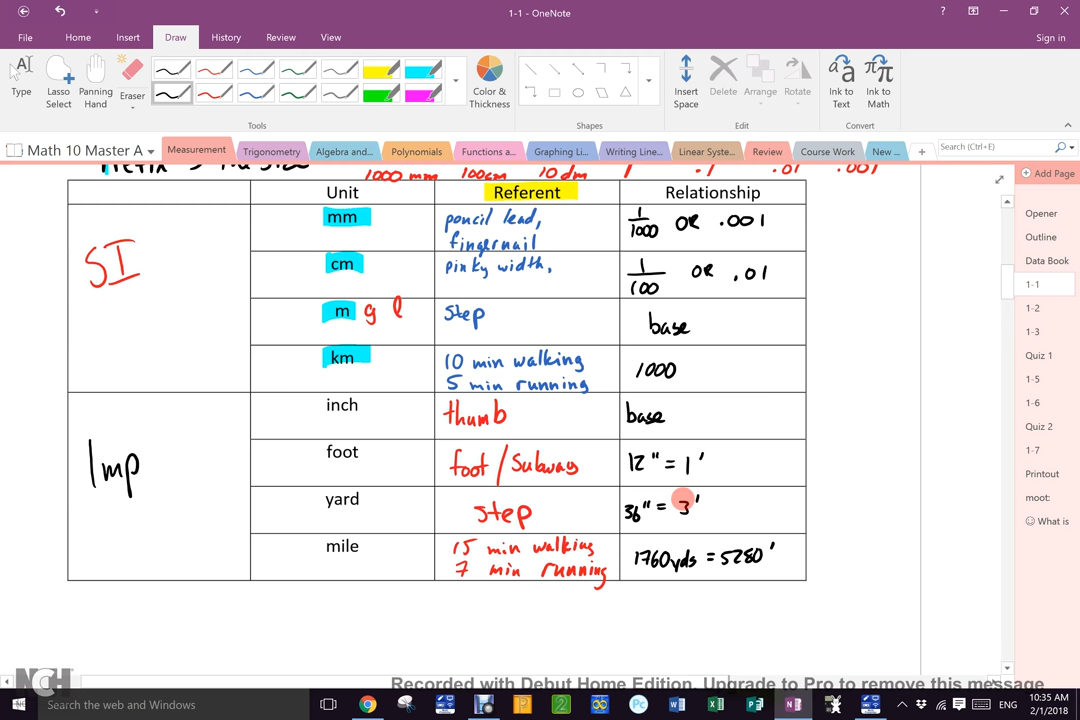 1-1 - OneNote
? Sign in
File Home Insert Draw History Review View
Type Lasso Select Panning Hand Eraser Color & Thickness Insert Space Delete Arrange Rotate Ink to Text Ink to Math
Tools Shapes Edit Convert
Math 10 Master A Measurement Trigonometry Algebra and... Polynomials Functions a... Graphing Li... Writing Line... Linear Syste... Review Course Work New ... Search (Ctrl+E)
1000 mm 100cm 10 dm 1 .1 .01 .001
Unit Referent Relationship
SI
mm pencil lead, fingernail 1/1000 OR .001
cm pinky width, 1/100 OR .01
m g l step base
km 10 min walking 5 min running 1000
Imp
inch thumb base
foot foot / Subway 12" = 1'
yard step 36" = 3'
mile 15 min walking 7 min running 1760yds = 5280'
Add Page
Opener
Outline
Data Book
1-1
1-2
1-3
Quiz 1
1-5
1-6
Quiz 2
1-7
Printout
moot:
What is
NCH
Recorded with Debut Home Edition. Upgrade to Pro to remove this message
Search the web and Windows
ENG
10:35 AM
2/1/2018